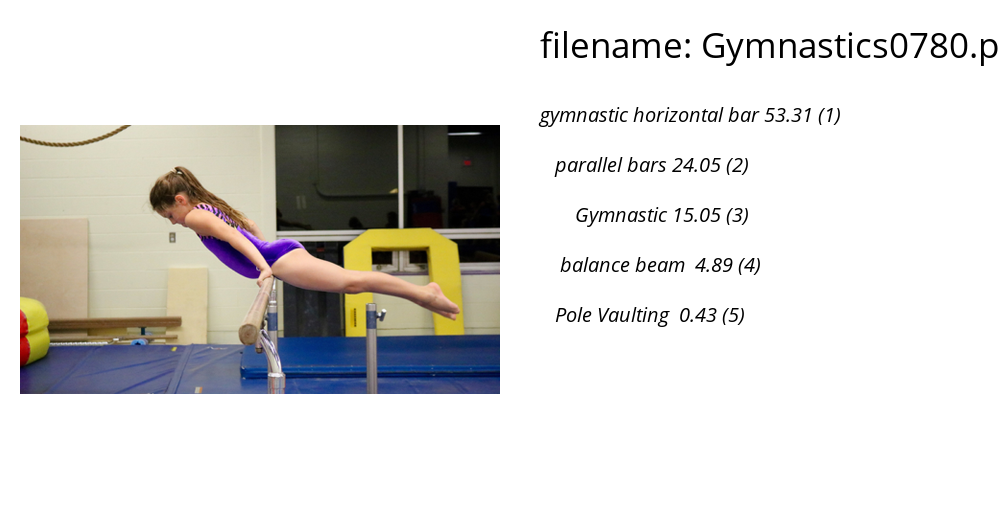 filename: Gymnastics0780.p
gymnastic horizontal bar 53.31 (1)
parallel bars 24.05 (2)
Gymnastic 15.05 (3)
balance beam 4.89 (4)
Pole Vaulting 0.43 (5)